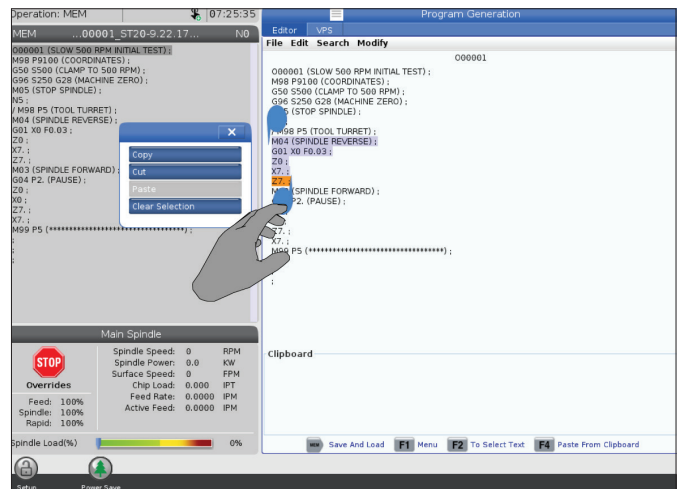 Operation: MEM
07:25:35
MEM ...00001_ST20-9.22.17... N0
O00001 (SLOW 500 RPM INITIAL TEST) ;
M98 P9100 (COORDINATES) ;
G50 S500 (CLAMP TO 500 RPM) ;
G96 S250 G28 (MACHINE ZERO) ;
M05 (STOP SPINDLE) ;
N5 ;
/ M98 P5 (TOOL TURRET) ;
M04 (SPINDLE REVERSE) ;
G01 X0 F0.03 ;
Z0 ;
X7. ;
Z7. ;
M03 (SPINDLE FORWARD) ;
G04 P2. (PAUSE) ;
Z0 ;
X0 ;
Z7. ;
X7. ;
M99 P5 (**********************************) ;
;
;
;
X
Copy
Cut
Paste
Clear Selection
Program Generation
Editor VPS
File Edit Search Modify
O00001
O00001 (SLOW 500 RPM INITIAL TEST) ;
M98 P9100 (COORDINATES) ;
G50 S500 (CLAMP TO 500 RPM) ;
G96 S250 G28 (MACHINE ZERO) ;
(STOP SPINDLE) ;
/ M98 P5 (TOOL TURRET) ;
M04 (SPINDLE REVERSE) ;
G01 X0 F0.03 ;
Z0 ;
X7. ;
Z7. ;
(SPINDLE FORWARD) ;
P2. (PAUSE) ;
Z7. ;
X7. ;
M99 P5 (**********************************) ;
;
Clipboard
Main Spindle
STOP
Overrides
Feed: 100%
Spindle: 100%
Rapid: 100%
Spindle Speed: 0 RPM
Spindle Power: 0.0 KW
Surface Speed: 0 FPM
Chip Load: 0.000 IPT
Feed Rate: 0.0000 IPM
Active Feed: 0.0000 IPM
Spindle Load(%) 0%
MEM Save And Load F1 Menu F2 To Select Text F4 Paste From Clipboard
Setup
Power Save